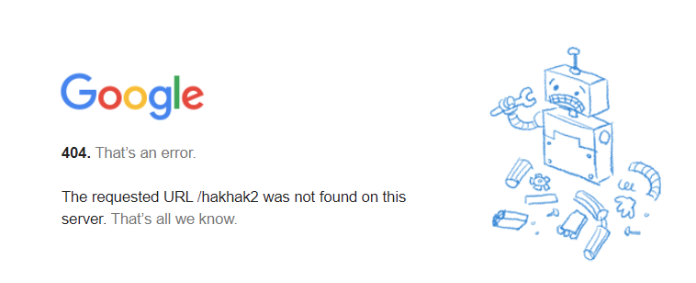 Google
404. That’s an error.
The requested URL /hakhak2 was not found on this
server. That’s all we know.